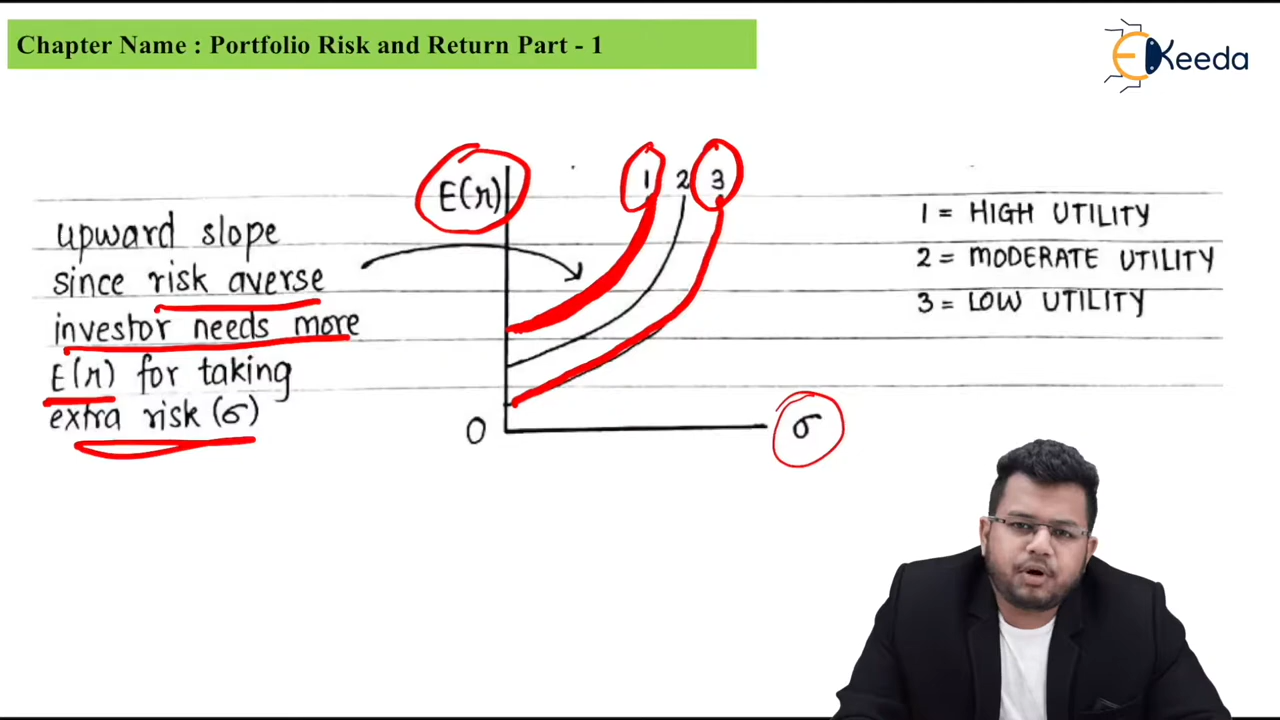 Chapter Name : Portfolio Risk and Return Part - 1
EKeeda
E(r)
1 2 3
upward slope
since risk averse
investor needs more
E(r) for taking
extra risk (σ)
1 = HIGH UTILITY
2 = MODERATE UTILITY
3 = LOW UTILITY
0
σ